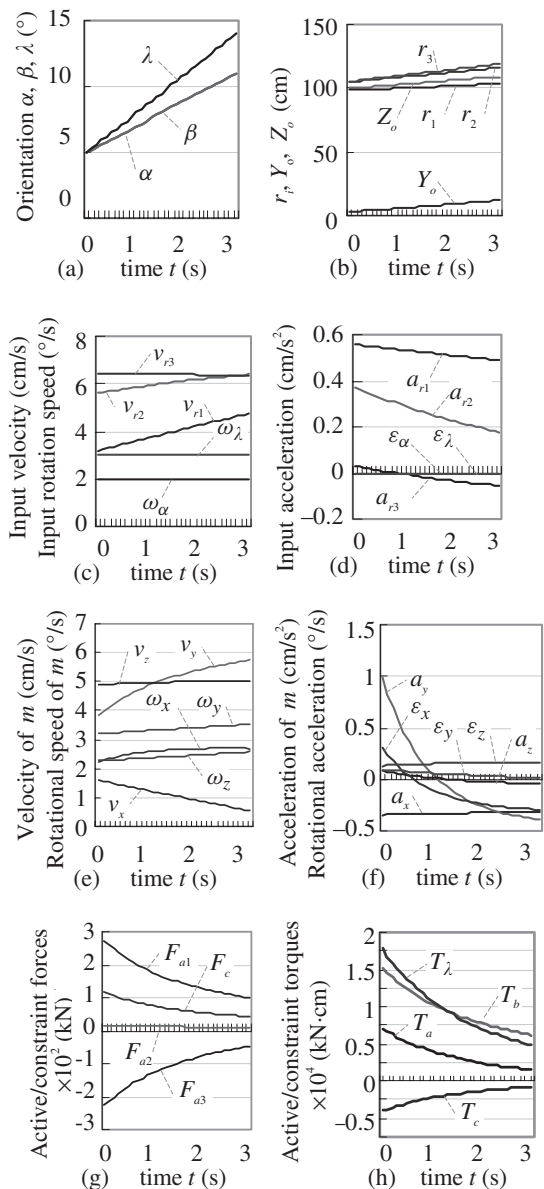 Orientation α, β, λ (°)
15
10
5
0
λ
β
α
0 1 2 3
(a) time t (s)
r_i, Y_o, Z_o (cm)
150
100
50
0
r_3
Z_o r_1 r_2
Y_o
0 1 2 3
(b) time t (s)
Input velocity (cm/s)
Input rotation speed (°/s)
8
6
4
2
0
v_r3
v_r2 v_r1
ω_λ
ω_α
0 1 2 3
(c) time t (s)
Input acceleration (cm/s²)
0.6
0.4
0.2
0
−0.2
a_r1
a_r2
ε_α ε_λ
a_r3
0 1 2 3
(d) time t (s)
Velocity of m (cm/s)
Rotational speed of m (°/s)
7
6
5
4
3
2
1
0
v_z v_y
ω_x ω_y
ω_z
v_x
0 1 2 3
(e) time t (s)
Acceleration of m (cm/s²)
Rotational acceleration (°/s)
1
0.5
0
−0.5
a_y
ε_x
ε_y ε_z a_z
a_x
0 1 2 3
(f) time t (s)
Active/constraint forces
×10² (kN)
3
2
1
0
-1
-2
-3
F_a1
F_c
F_a2
F_a3
0 1 2 3
(g) time t (s)
Active/constraint torques
×10⁴ (kN·cm)
2
1.5
1
0.5
0
−0.5
T_λ
T_b
T_a
T_c
0 1 2 3
(h) time t (s)